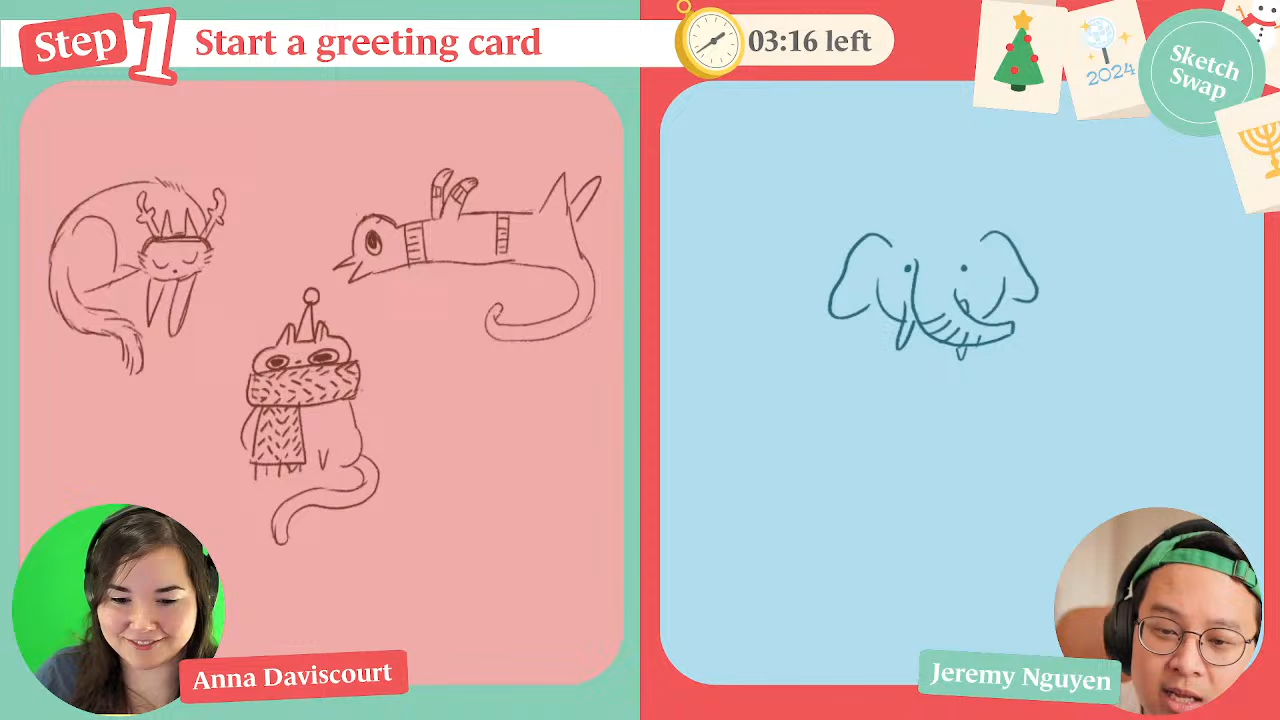 Step 1 Start a greeting card
03:16 left
2024
Sketch
Swap
Anna Daviscourt
Jeremy Nguyen